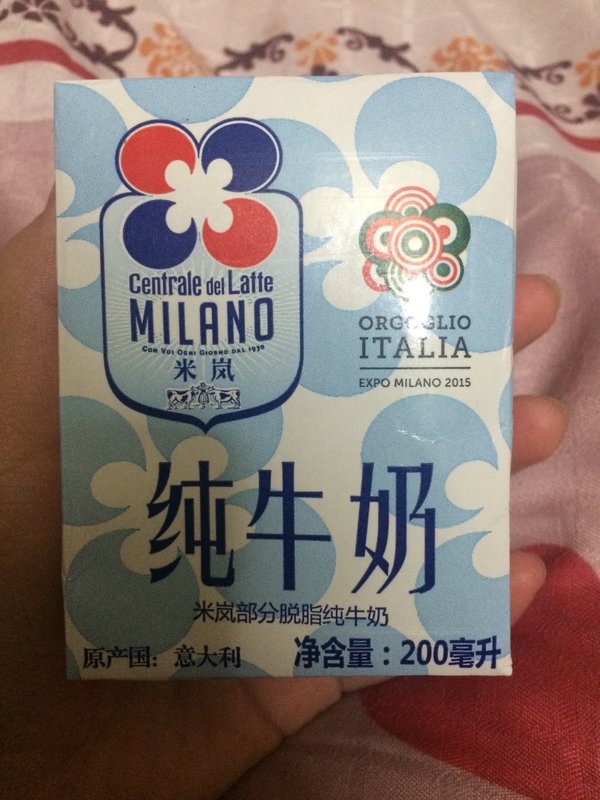 Centrale del Latte
MILANO
CON VOI OGNI GIORNO DAL 1930
米岚
ORGOGLIO
ITALIA
EXPO MILANO 2015
纯牛奶
米岚部分脱脂纯牛奶
原产国：意大利
净含量：200毫升